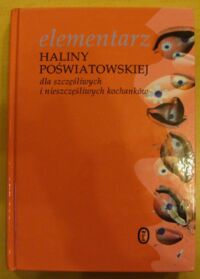 elementarz
HALINY
POŚWIATOWSKIEJ
dla szczęśliwych
i nieszczęśliwych kochanków